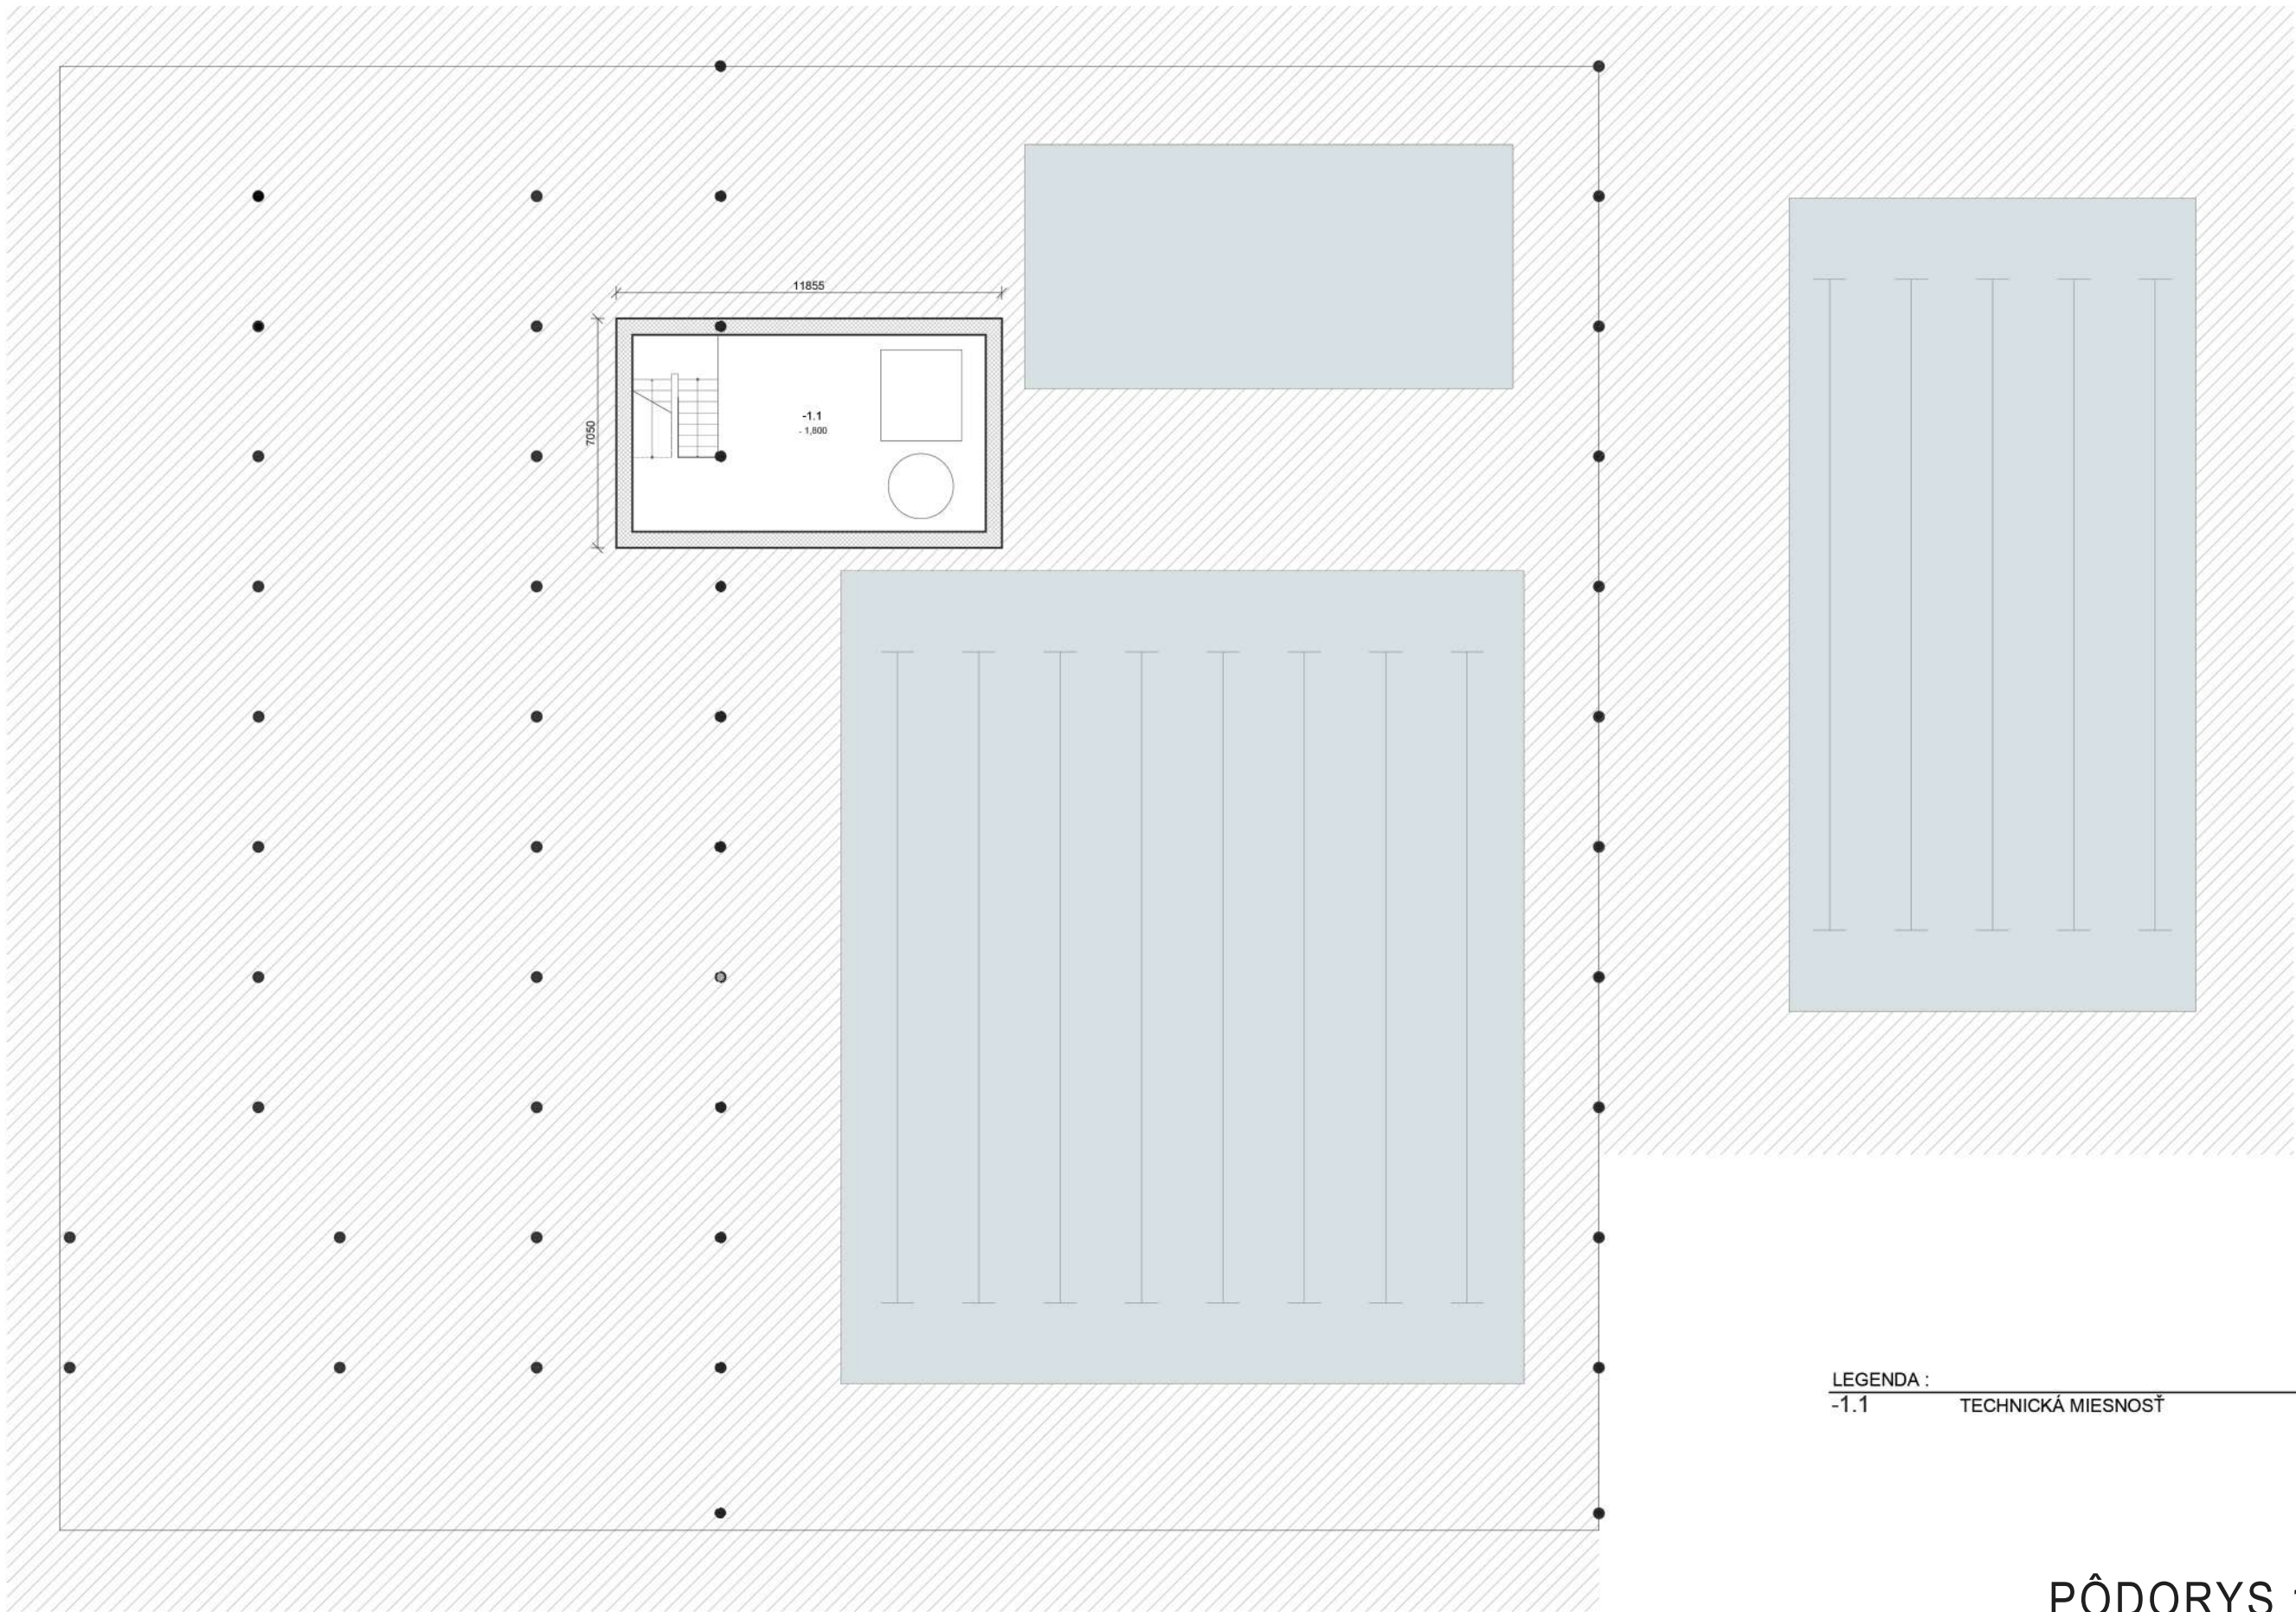 11855
7050
-1.1
- 1,800
LEGENDA :
-1.1 TECHNICKÁ MIESNOSŤ
PÔDORYS